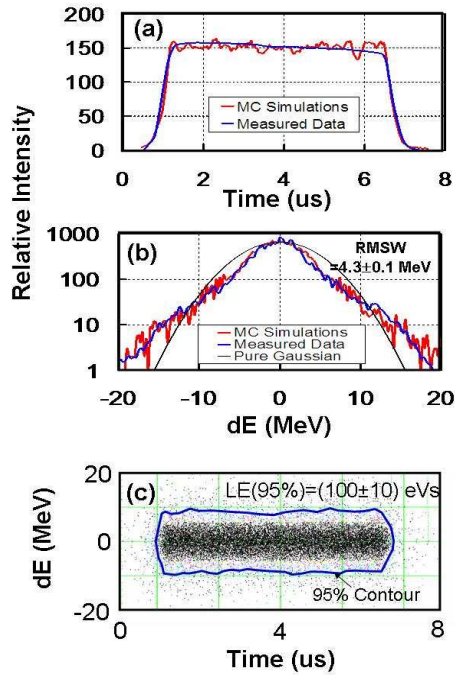 Relative Intensity
(a)
200
150
100
50
0
MC Simulations
Measured Data
0 2 4 6 8
Time (us)
(b)
RMSW
=4.3±0.1 MeV
1000
100
10
1
MC Simulations
Measured Data
Pure Gaussian
-20 -10 0 10 20
dE (MeV)
(c)
LE(95%)=(100±10) eVs
dE (MeV)
20
0
-20
95% Contour
0 4 8
Time (us)